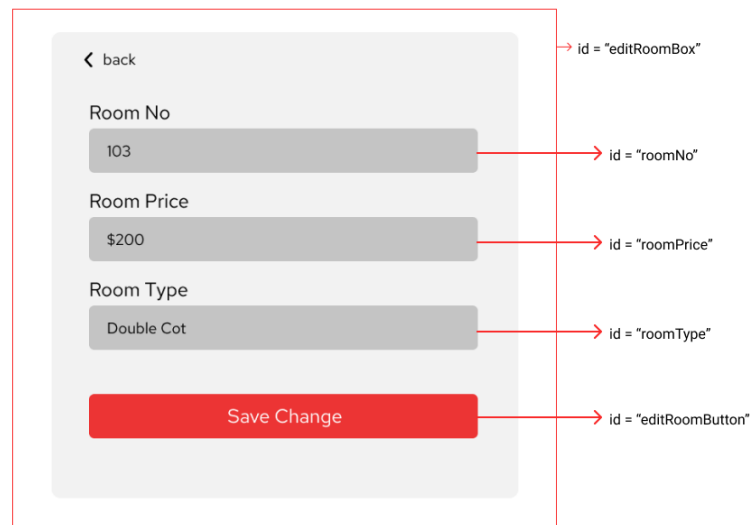 back
id = “editRoomBox”
Room No
103
id = “roomNo”
Room Price
$200
id = “roomPrice”
Room Type
Double Cot
id = “roomType”
Save Change
id = “editRoomButton”